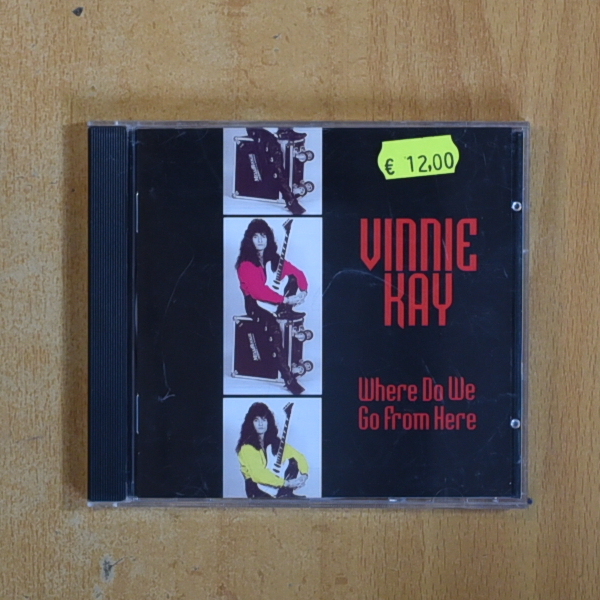 € 12,00
VINNIE
KAY
Where Do We
Go From Here